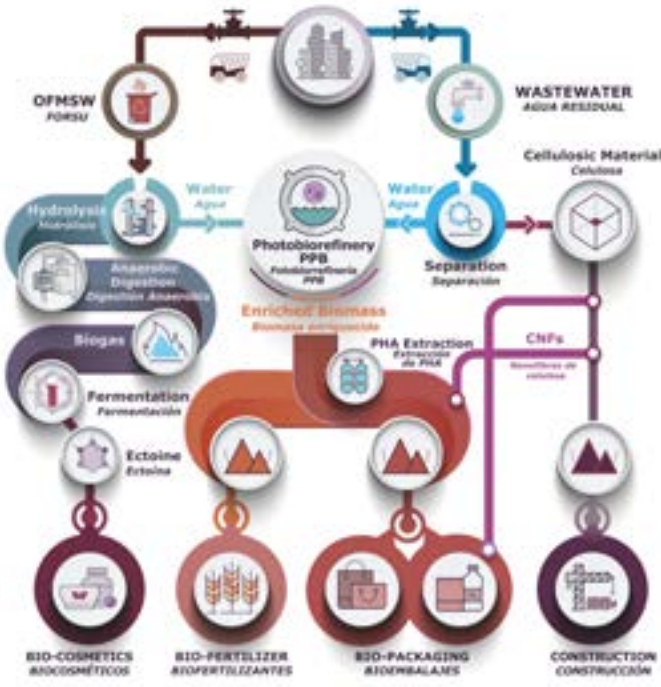 OFMSW
FORSU
WASTEWATER
AGUA RESIDUAL
Cellulosic Material
Celulosa
Hydrolysis
Hidrólisis
Water
Agua
Water
Agua
Photobiorefinery
PPB
Fotobiorefinería
PPB
Separation
Separación
Anaerobic
Digestion
Digestión Anaerobia
Enriched Biomass
Biomasa enriquecida
Biogas
PHA Extraction
Extracción
de PHA
CNFs
Nanofibras de
celulosa
Fermentation
Fermentación
Ectoine
Ectoina
BIO-COSMETICS
BIOCOSMÉTICOS
BIO-FERTILIZER
BIOFERTILIZANTES
BIO-PACKAGING
BIOEMBALAJES
CONSTRUCTION
CONSTRUCCIÓN